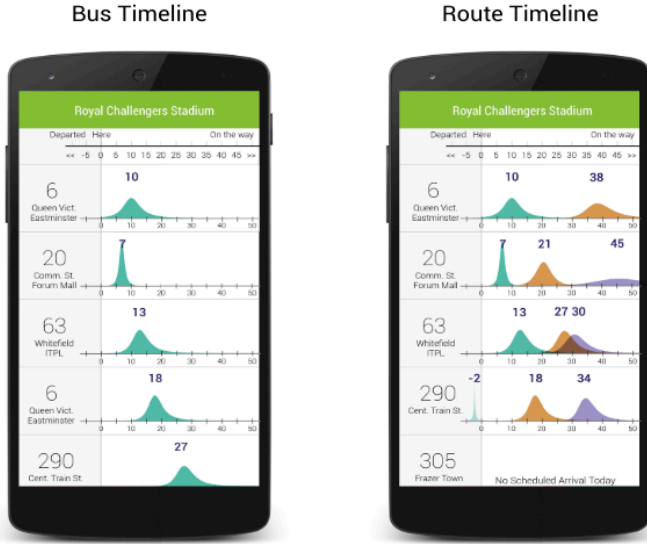 Bus Timeline
Royal Challengers Stadium
Departed Here On the way
<< -5 0 5 10 15 20 25 30 35 40 45 >>
10
6
Queen Vict.
Eastminster
0 10 20 30 40 50
7
20
Comm. St.
Forum Mall
0 10 20 30 40 50
13
63
Whitefield
ITPL
0 10 20 30 40 50
18
6
Queen Vict.
Eastminster
0 10 20 30 40 50
27
290
Cent. Train St.
Route Timeline
Royal Challengers Stadium
Departed Here On the way
<< -5 0 5 10 15 20 25 30 35 40 45 >>
10 38
6
Queen Vict.
Eastminster
0 10 20 30 40 50
7 21 45
20
Comm. St.
Forum Mall
0 10 20 30 40 50
13 27 30
63
Whitefield
ITPL
0 10 20 30 40 50
-2 18 34
290
Cent. Train St.
0 10 20 30 40 50
305
Frazer Town
No Scheduled Arrival Today